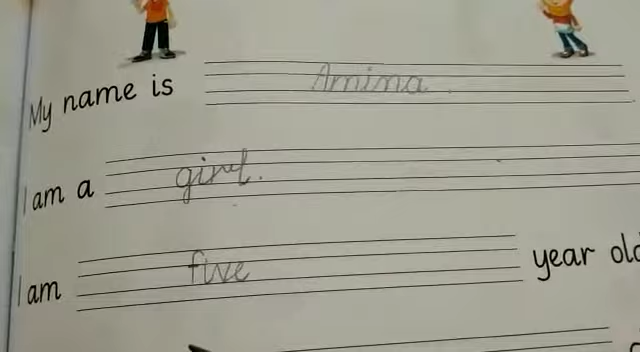 My name is Amina.
I am a girl.
I am five year old